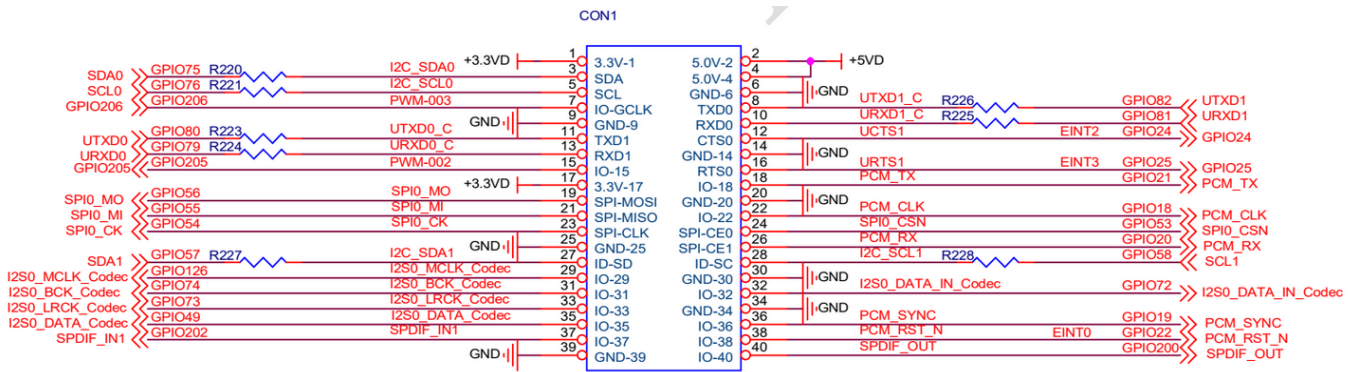 CON1
+3.3VD 1 3.3V-1 5.0V-2 2 +5VD
SDA0 GPIO75 R220 I2C_SDA0 3 SDA 5.0V-4 4
SCL0 GPIO76 R221 I2C_SCL0 5 SCL GND-6 6 GND
GPIO206 GPIO206 PWM-003 7 IO-GCLK TXD0 8 UTXD1_C R226 GPIO82 UTXD1
GND 9 GND-9 RXD0 10 URXD1_C R225 GPIO81 URXD1
UTXD0 GPIO80 R223 UTXD0_C 11 TXD1 CTS0 12 UCTS1 EINT2 GPIO24 GPIO24
URXD0 GPIO79 R224 URXD0_C 13 RXD1 GND-14 14 GND
GPIO205 GPIO205 PWM-002 15 IO-15 RTS0 16 URTS1 EINT3 GPIO25 GPIO25
+3.3VD 17 3.3V-17 IO-18 18 PCM_TX GPIO21 PCM_TX
SPI0_MO GPIO56 SPI0_MO 19 SPI-MOSI GND-20 20 GND
SPI0_MI GPIO55 SPI0_MI 21 SPI-MISO IO-22 22 PCM_CLK GPIO18 PCM_CLK
SPI0_CK GPIO54 SPI0_CK 23 SPI-CLK SPI-CE0 24 SPI0_CSN GPIO53 SPI0_CSN
GND 25 GND-25 SPI-CE1 26 PCM_RX GPIO20 PCM_RX
SDA1 GPIO57 R227 I2C_SDA1 27 ID-SD ID-SC 28 I2C_SCL1 R228 GPIO58 SCL1
I2S0_MCLK_Codec GPIO126 I2S0_MCLK_Codec 29 IO-29 GND-30 30 GND
I2S0_BCK_Codec GPIO74 I2S0_BCK_Codec 31 IO-31 IO-32 32 I2S0_DATA_IN_Codec GPIO72 I2S0_DATA_IN_Codec
I2S0_LRCK_Codec GPIO73 I2S0_LRCK_Codec 33 IO-33 GND-34 34 GND
I2S0_DATA_Codec GPIO49 I2S0_DATA_Codec 35 IO-35 IO-36 36 PCM_SYNC GPIO19 PCM_SYNC
SPDIF_IN1 GPIO202 SPDIF_IN1 37 IO-37 IO-38 38 PCM_RST_N EINT0 GPIO22 PCM_RST_N
GND 39 GND-39 IO-40 40 SPDIF_OUT GPIO200 SPDIF_OUT